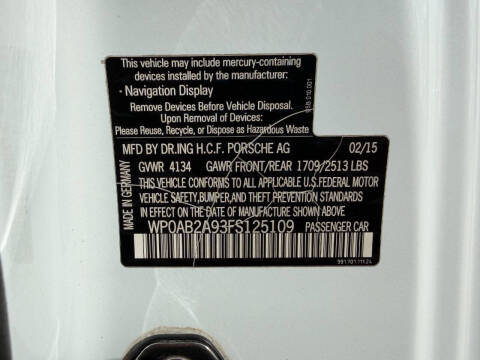 This vehicle may include mercury-containing
devices installed by the manufacturer:
• Navigation Display
Remove Devices Before Vehicle Disposal.
Upon Removal of Devices:
Please Reuse, Recycle, or Dispose as Hazardous Waste
MFD BY DR.ING H.C.F. PORSCHE AG 02/15
GVWR 4134 GAWR FRONT/REAR 1709/2513 LBS
THIS VEHICLE CONFORMS TO ALL APPLICABLE U.S.FEDERAL MOTOR
VEHICLE SAFETY, BUMPER, AND THEFT PREVENTION STANDARDS
IN EFFECT ON THE DATE OF MANUFACTURE SHOWN ABOVE.
WP0AB2A93FS125109 PASSENGER CAR
991.701.111.24
MADE IN GERMANY